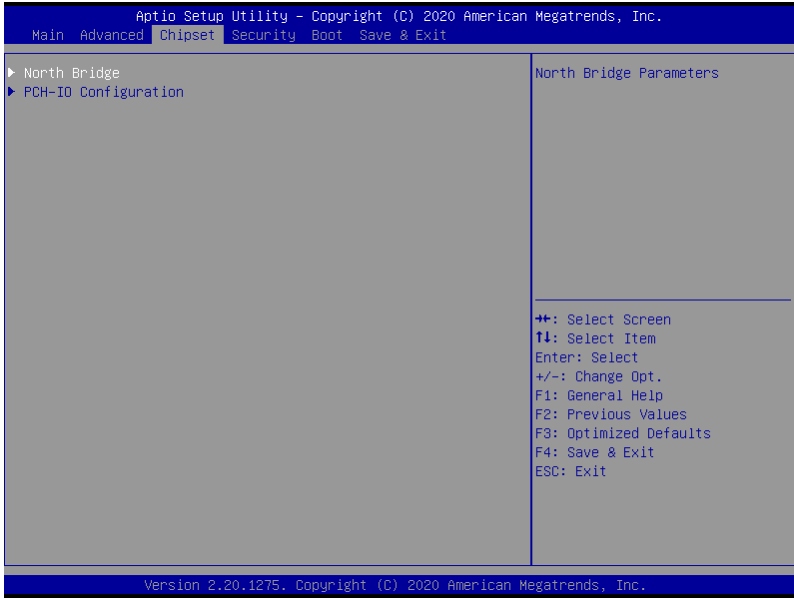 Aptio Setup Utility – Copyright (C) 2020 American Megatrends, Inc.
Main Advanced Chipset Security Boot Save & Exit
North Bridge
PCH-IO Configuration
North Bridge Parameters
→←: Select Screen
↑↓: Select Item
Enter: Select
+/-: Change Opt.
F1: General Help
F2: Previous Values
F3: Optimized Defaults
F4: Save & Exit
ESC: Exit
Version 2.20.1275. Copyright (C) 2020 American Megatrends, Inc.